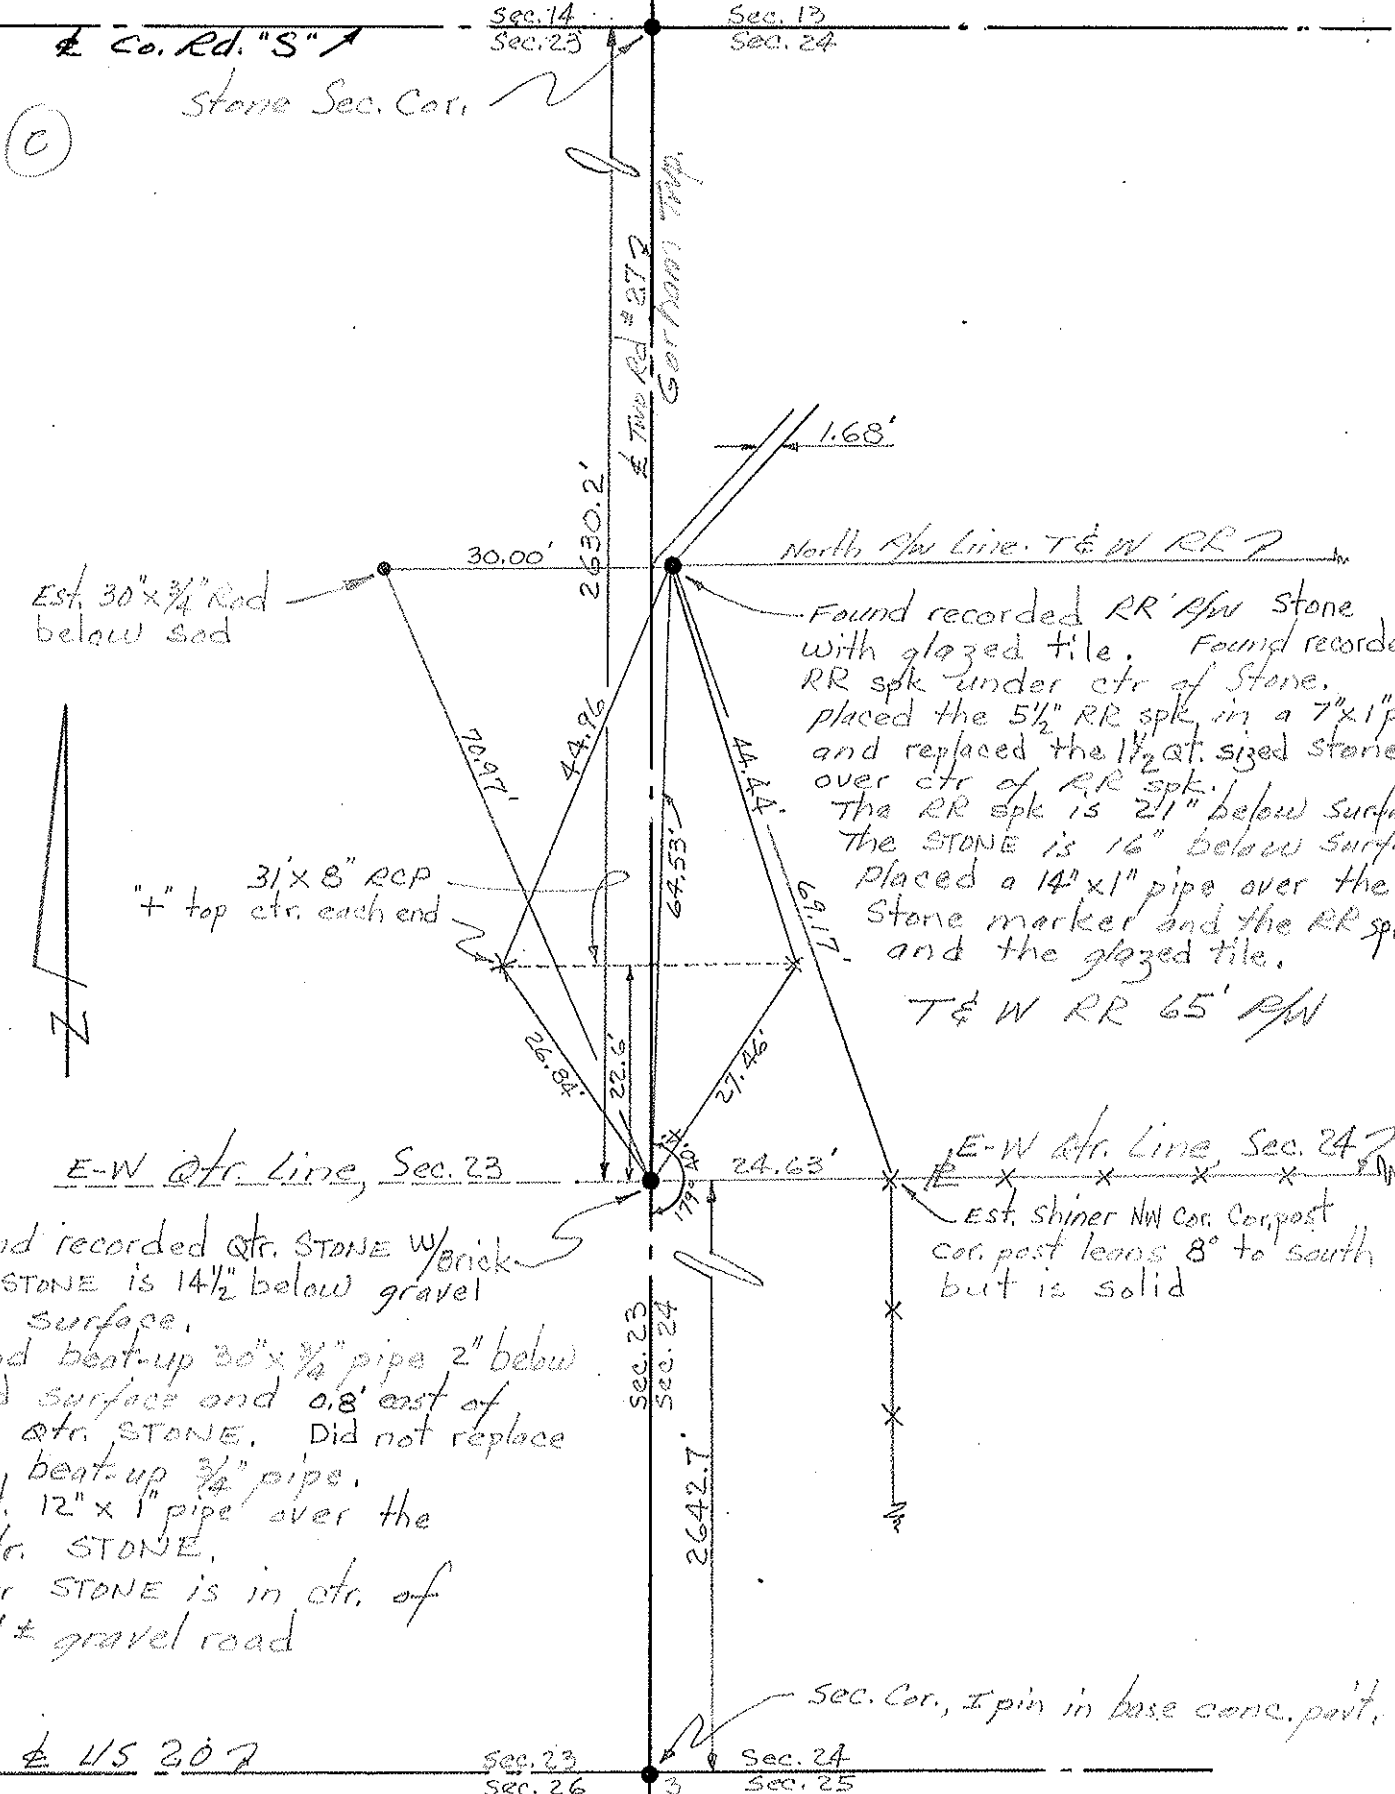 Sec. 14
Sec. 23
Sec. 13
Sec. 24
℄ Co. Rd. "S"
Stone Sec. Cor.
C
Gorham Twp.
℄ Twp Rd #27
2630.2'
1.68'
30.00'
North R/W Line. T & W RR
Est. 30" x 3/4" Rod
below sod
Found recorded RR R/W Stone
with glazed tile. Found recorde
RR spk under ctr of Stone.
placed the 5½" RR spk in a 7"x1" p
and replaced the 1½ qt. sized stone
over ctr of RR spk.
The RR spk is 21" below Surf
The STONE is 16" below Surf
Placed a 14"x1" pipe over the
Stone marker and the RR sp
and the glazed tile.
T & W RR 65' R/W
70.97'
44.96
64.53'
44.44'
69.17
31' x 8" RCP
"+" top ctr. each end
26.84'
22.6'
27.46'
E-W Qtr. Line, Sec. 23
24.63'
℄ E-W Qtr. Line, Sec. 24
Est. Shiner NW Cor. Cor. post
cor. post leans 8° to south
but is solid
nd recorded Qtr. STONE W/Brick
STONE is 14½" below gravel
surface.
nd beat-up 30" x 3/4" pipe 2" below
d surface and 0.8' east of
Qtr. STONE. Did not replace
beat-up 3/4" pipe.
. 12" x 1" pipe over the
r. STONE.
r STONE is in ctr. of
' ± gravel road
Sec. 23
Sec. 24
2642.7'
Sec. Cor., I pin in base conc. pav't.
℄ US 20
Sec. 23
Sec. 26
3
Sec. 24
Sec. 25